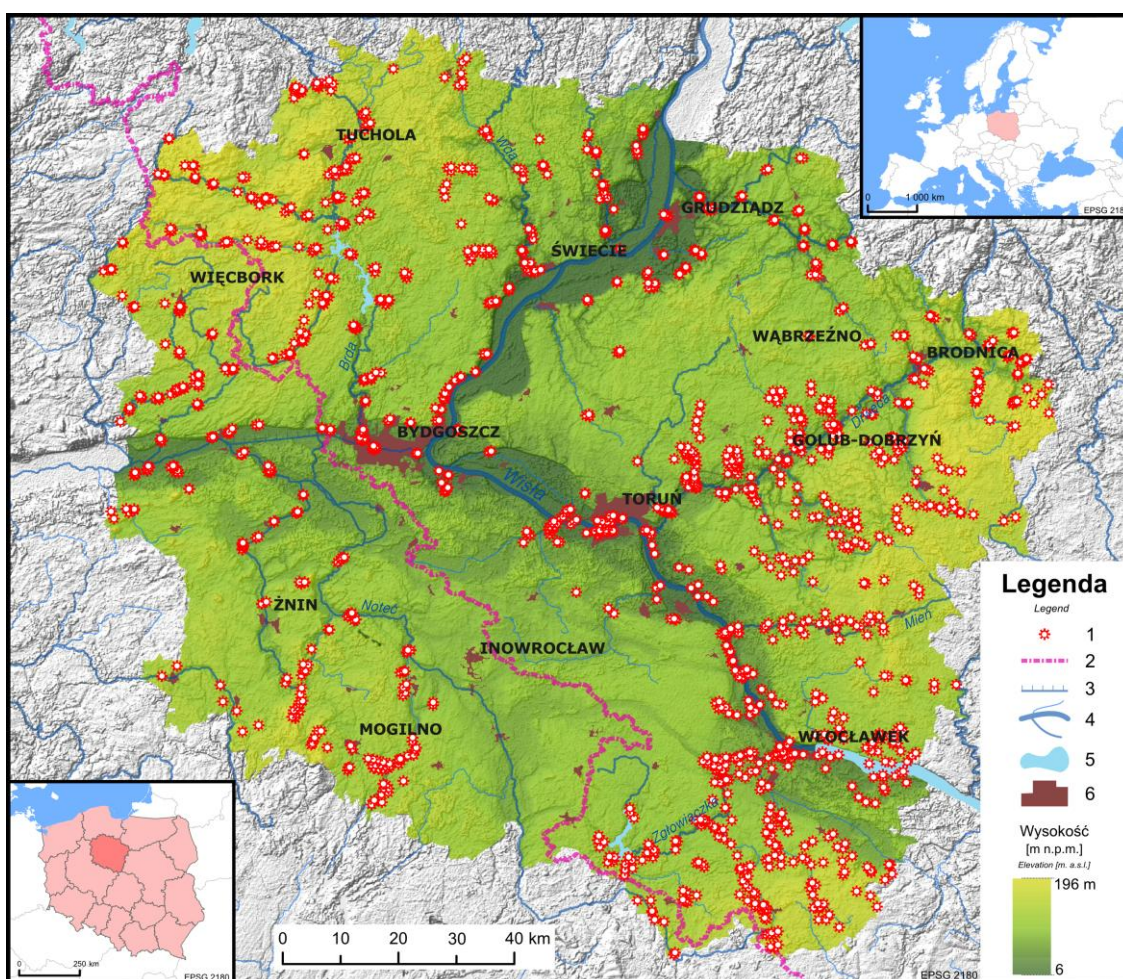 TUCHOLA
Wda
GRUDZIĄDZ
ŚWIECIE
WIĘCBORK
Brda
WĄBRZEŹNO
BRODNICA
BYDGOSZCZ
Drwęca
GOLUB-DOBRZYŃ
Wisła
TORUŃ
ŻNIN
Noteć
Mień
INOWROCŁAW
MOGILNO
WŁOCŁAWEK
Zgłowiączka
0 1 000 km
EPSG 218
0 250 km
EPSG 2180
0 10 20 30 40 km
Legenda
Legend
1
2
3
4
5
6
Wysokość
[m n.p.m.]
Elevation [m. a.s.l.]
196 m
6
EPSG 2180